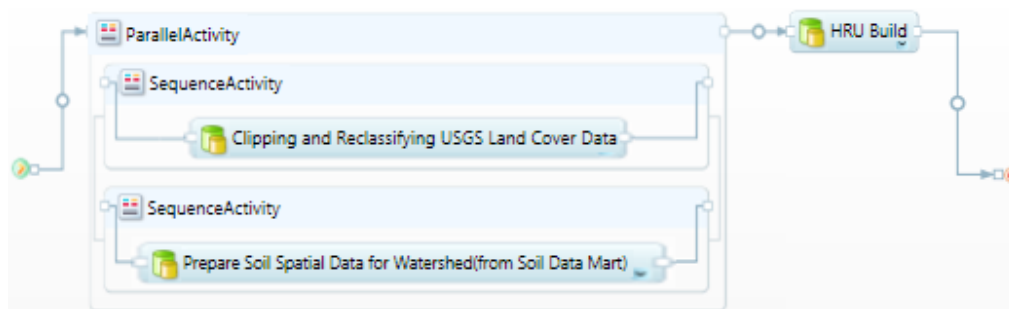 ParallelActivity
HRU Build
SequenceActivity
Clipping and Reclassifying USGS Land Cover Data
SequenceActivity
Prepare Soil Spatial Data for Watershed(from Soil Data Mart)